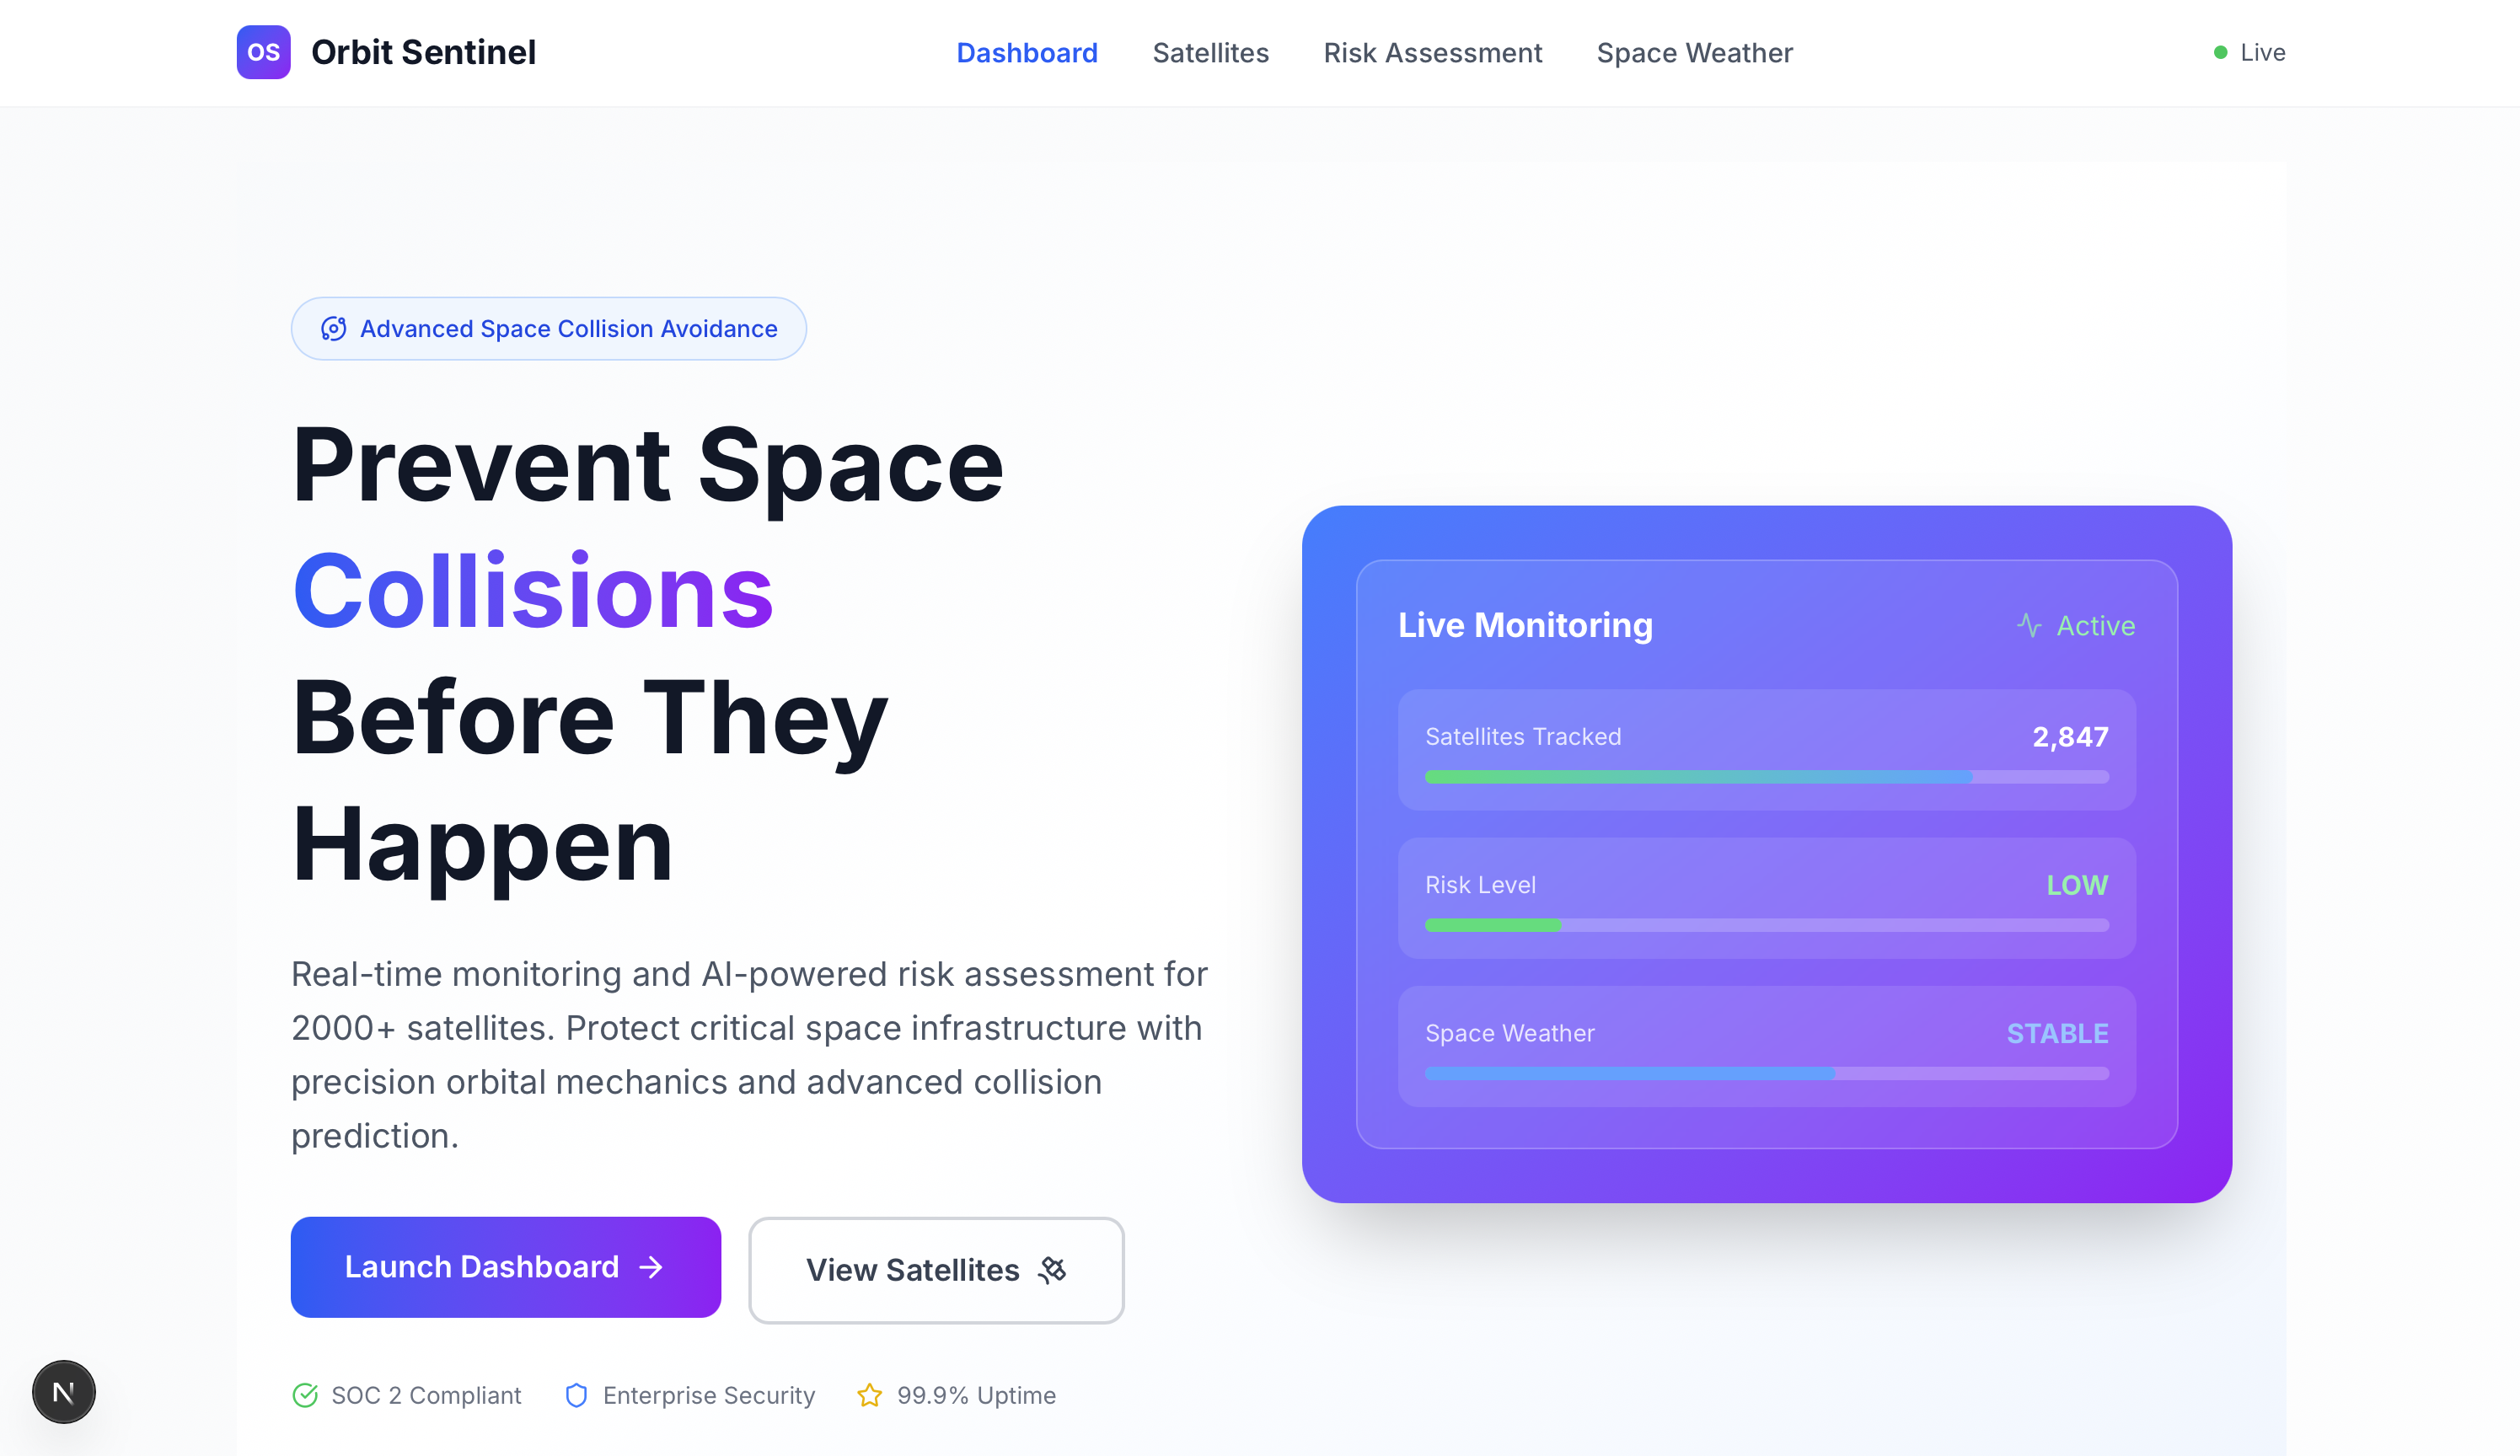 OS Orbit Sentinel
Dashboard Satellites Risk Assessment Space Weather
Live
Advanced Space Collision Avoidance
Prevent Space
Collisions
Before They
Happen
Real-time monitoring and AI-powered risk assessment for
2000+ satellites. Protect critical space infrastructure with
precision orbital mechanics and advanced collision
prediction.
Launch Dashboard
View Satellites
SOC 2 Compliant
Enterprise Security
99.9% Uptime
Live Monitoring
Active
Satellites Tracked 2,847
Risk Level LOW
Space Weather STABLE
N